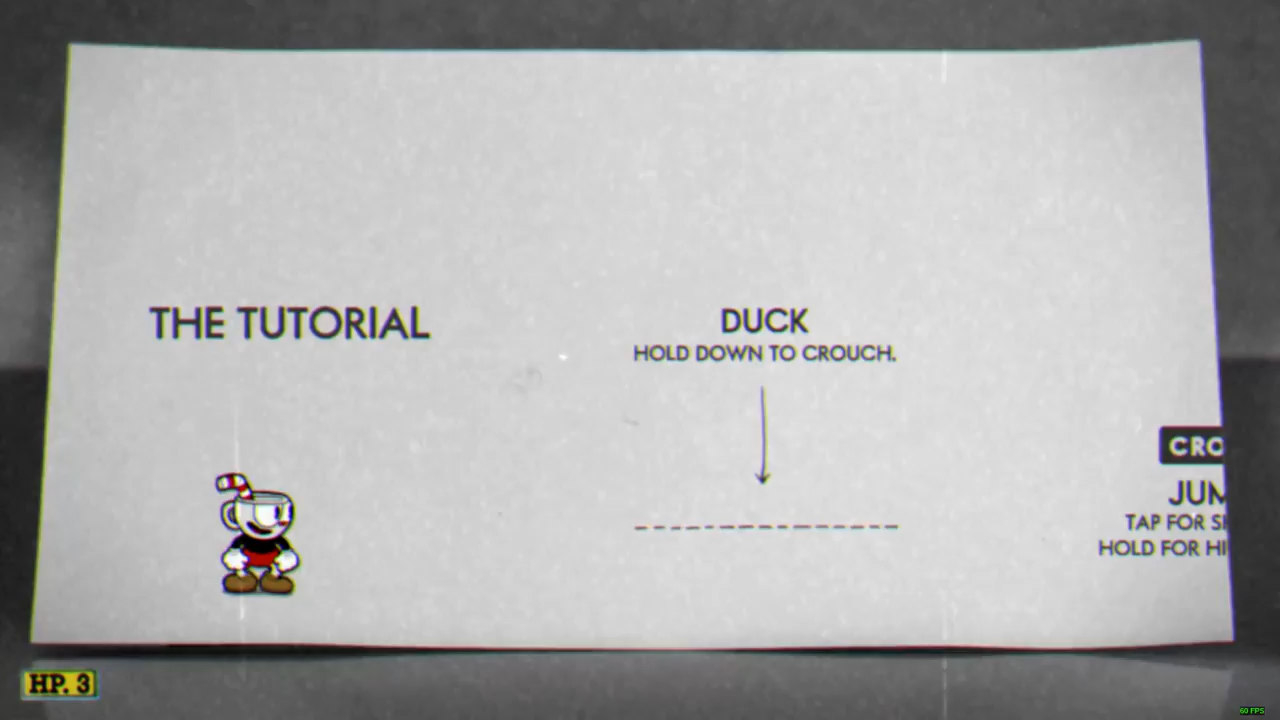 THE TUTORIAL
DUCK
HOLD DOWN TO CROUCH.
CRO
JUM
TAP FOR S
HOLD FOR HI
HP. 3
60 FPS